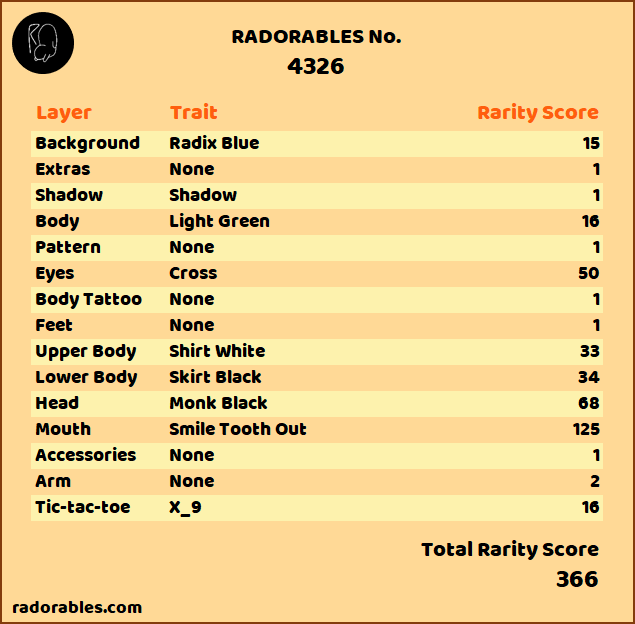 RADORABLES No.
4326
Layer Trait Rarity Score
Background Radix Blue 15
Extras None 1
Shadow Shadow 1
Body Light Green 16
Pattern None 1
Eyes Cross 50
Body Tattoo None 1
Feet None 1
Upper Body Shirt White 33
Lower Body Skirt Black 34
Head Monk Black 68
Mouth Smile Tooth Out 125
Accessories None 1
Arm None 2
Tic-tac-toe X_9 16
Total Rarity Score
366
radorables.com